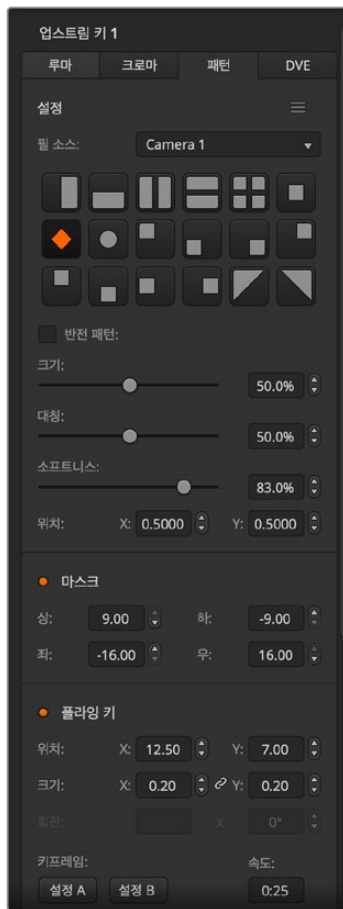 업스트림 키 1
루마 크로마 패턴 DVE
설정
필 소스: Camera 1
반전 패턴:
크기:
50.0%
대칭:
50.0%
소프트니스:
83.0%
위치: X: 0.5000 Y: 0.5000
마스크
상: 9.00 하: -9.00
죄: -16.00 우: 16.00
플라잉 키
위치: X: 12.50 Y: 7.00
크기: X: 0.20 Y: 0.20
회전: x 0°
키프레임: 속도:
설정 A 설정 B 0:25